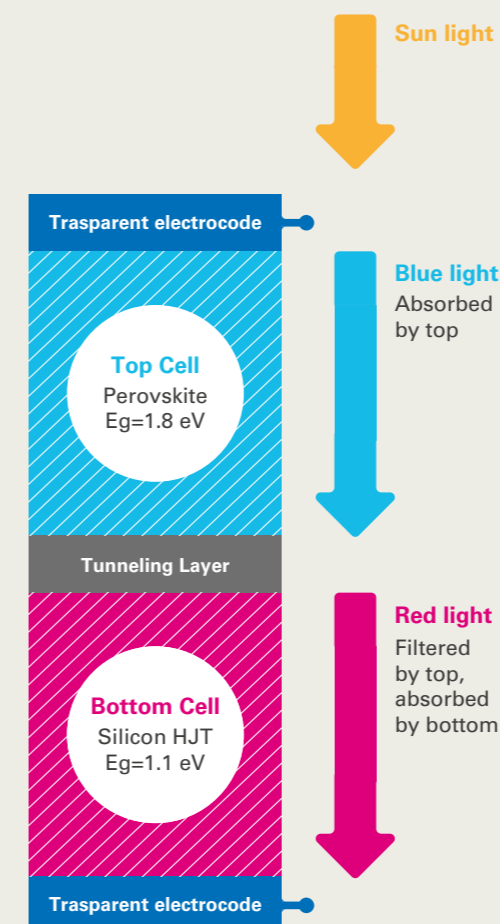 Sun light
Trasparent electrocode
Blue light
Absorbed
by top
Top Cell
Perovskite
Eg=1.8 eV
Tunneling Layer
Red light
Filtered
by top,
absorbed
by bottom
Bottom Cell
Silicon HJT
Eg=1.1 eV
Trasparent electrocode